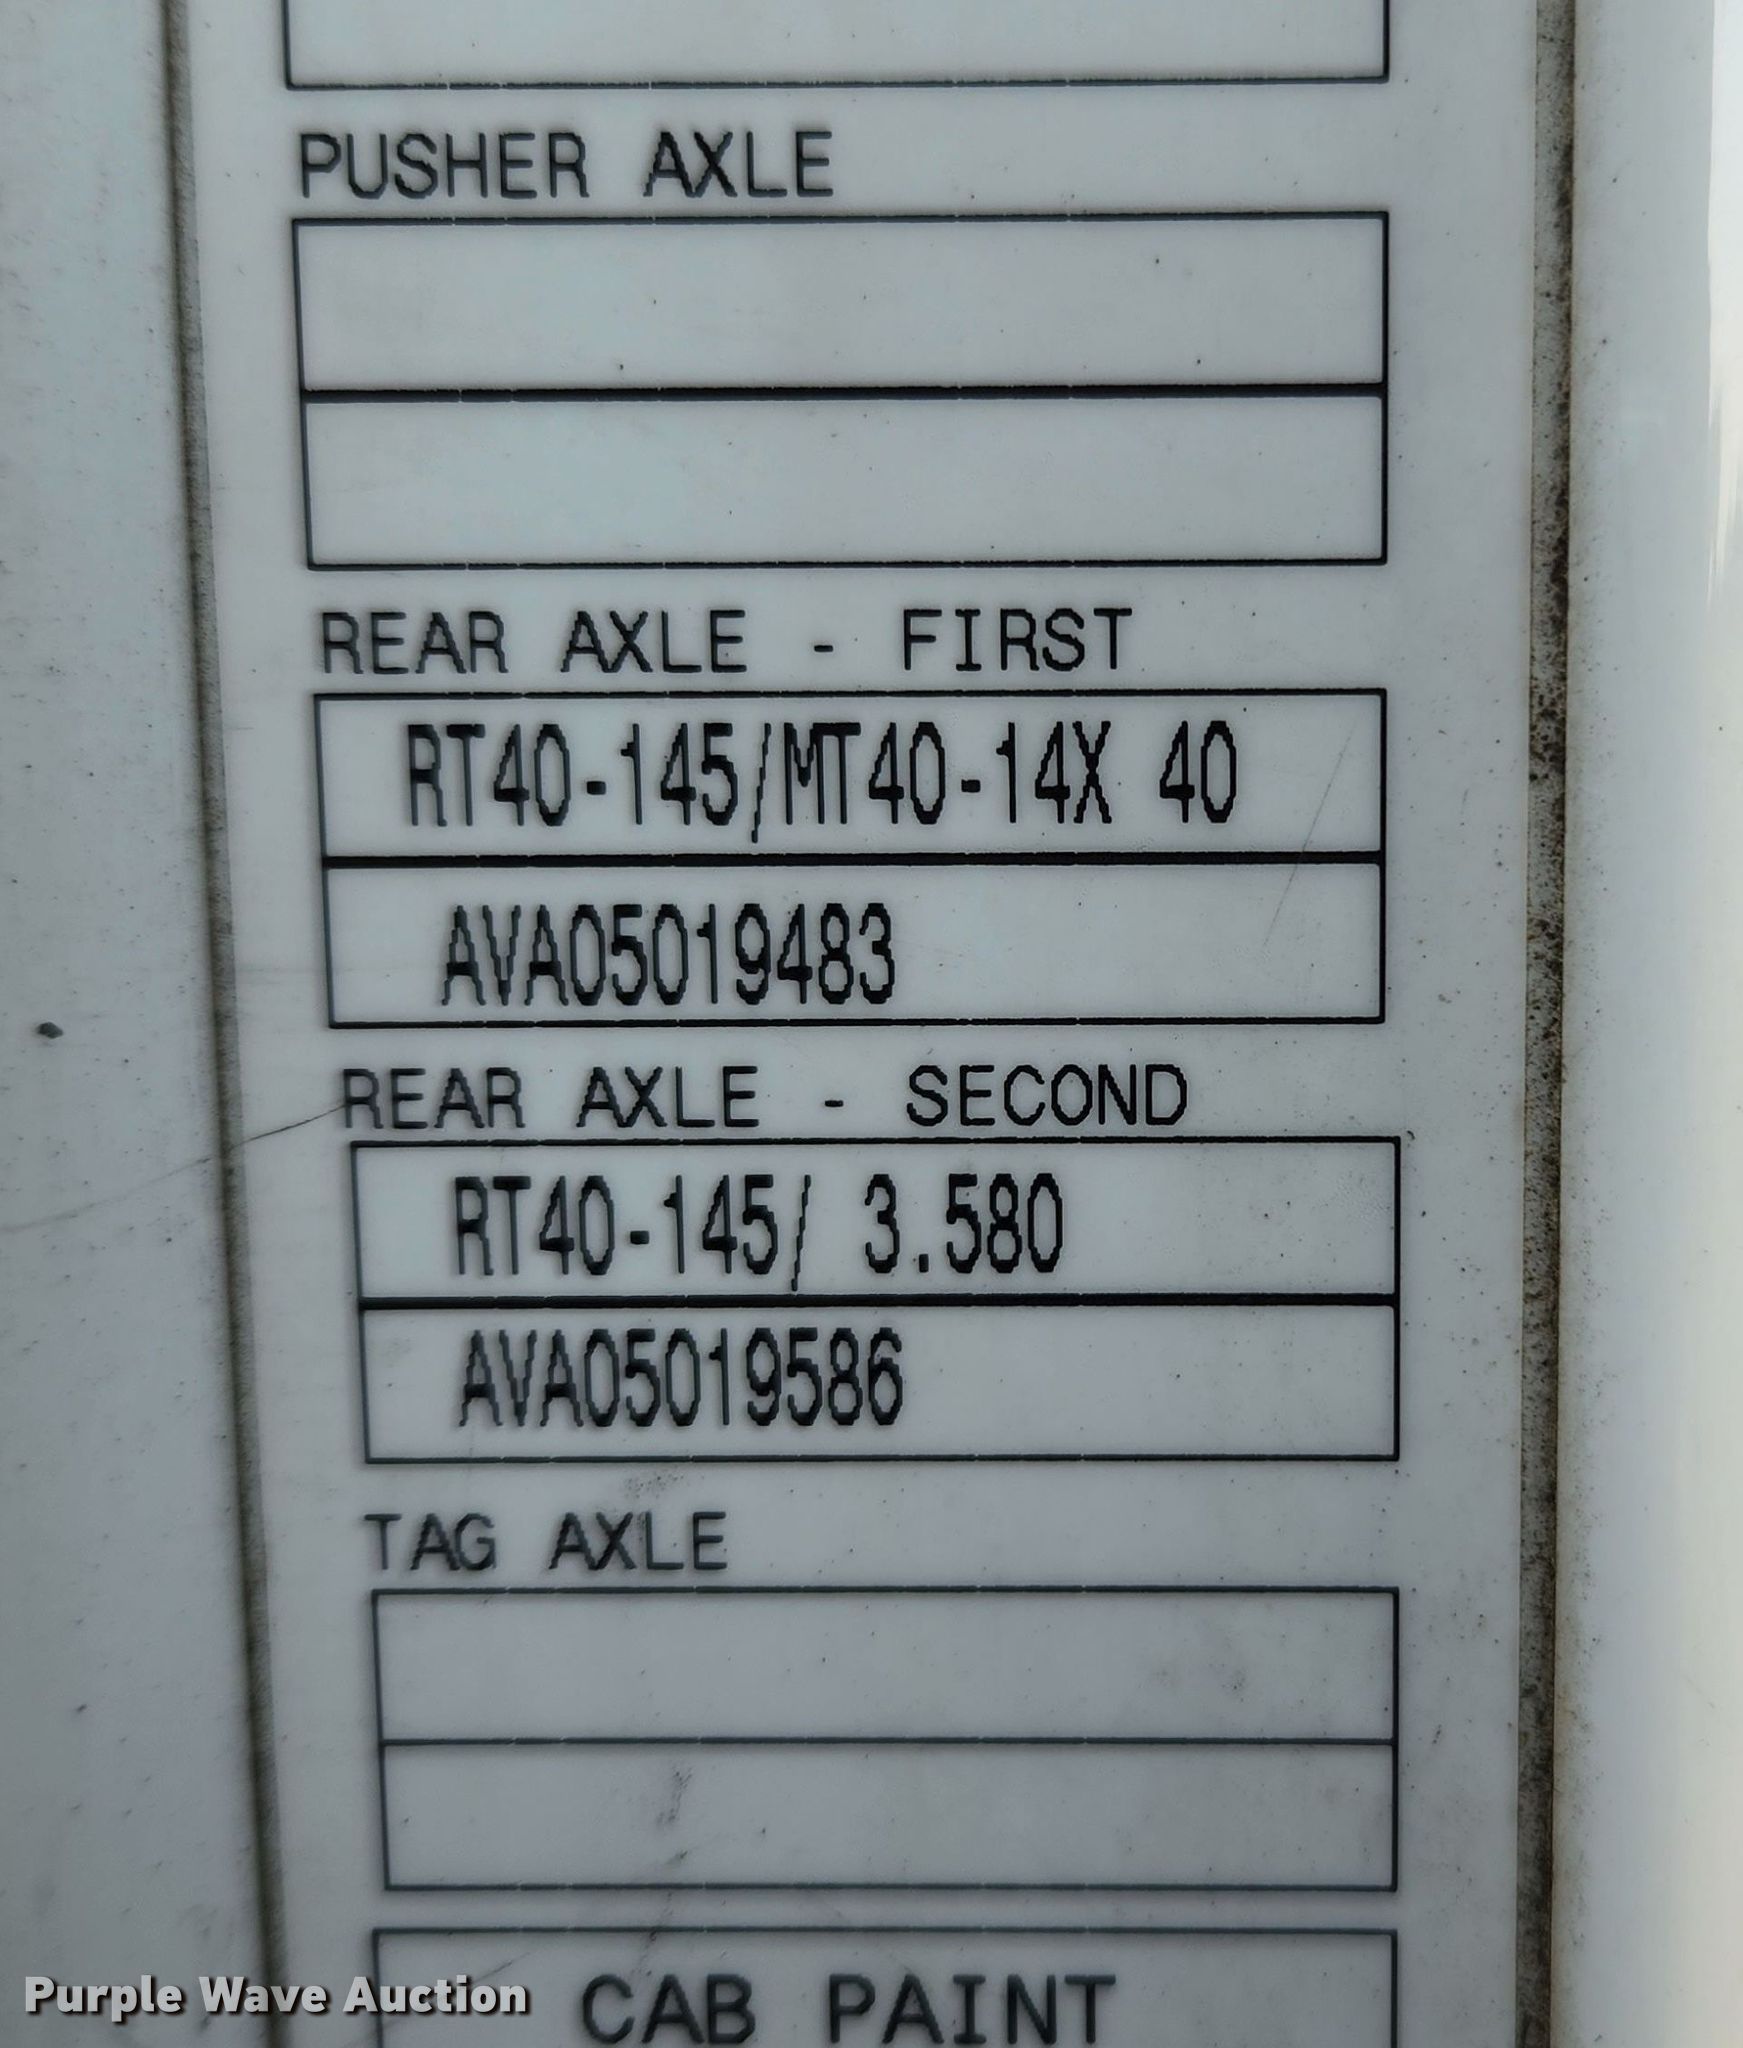 PUSHER AXLE
REAR AXLE - FIRST
RT40-145/MT40-14X 40
AVA05019483
REAR AXLE - SECOND
RT40-145/ 3.580
AVA05019586
TAG AXLE
CAB PAINT
Purple Wave Auction